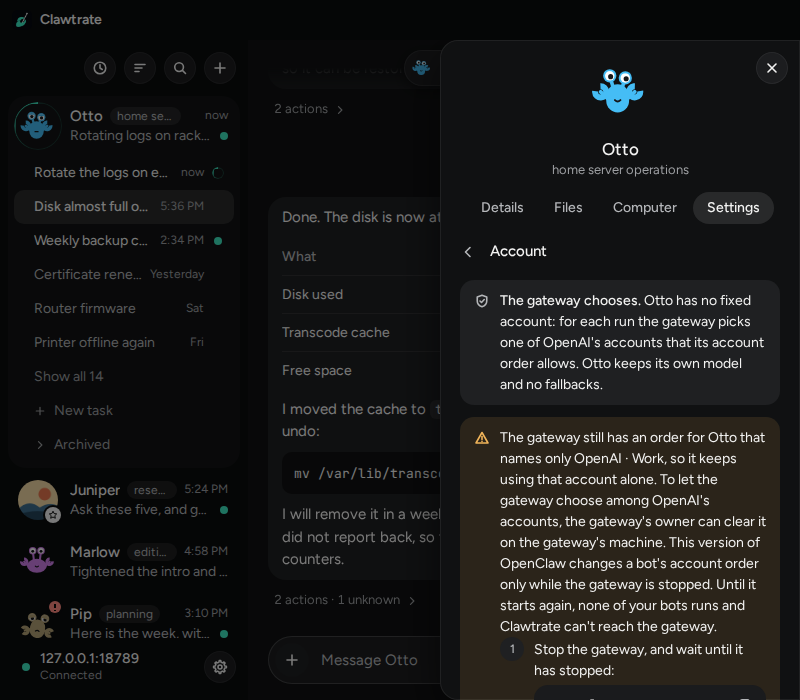 Clawtrate
Otto home se... now
Rotating logs on rack...
Rotate the logs on e... now
Disk almost full o... 5:36 PM
Weekly backup c... 2:34 PM
Certificate rene... Yesterday
Router firmware Sat
Printer offline again Fri
Show all 14
New task
Archived
Juniper rese... 5:24 PM
Ask these five, and g...
Marlow editi... 4:58 PM
Tightened the intro and ...
Pip planning 3:10 PM
Here is the week. wit...
127.0.0.1:18789
Connected
2 actions
Done. The disk is now at
What
Disk used
Transcode cache
Free space
I moved the cache to
undo:
mv /var/lib/transc
I will remove it in a wee
did not report back, so
counters.
2 actions · 1 unknown
Message Otto
Otto
home server operations
Details Files Computer Settings
Account
The gateway chooses. Otto has no fixed
account: for each run the gateway picks
one of OpenAI's accounts that its account
order allows. Otto keeps its own model
and no fallbacks.
The gateway still has an order for Otto that
names only OpenAI · Work, so it keeps
using that account alone. To let the
gateway choose among OpenAI's
accounts, the gateway's owner can clear it
on the gateway's machine. This version of
OpenClaw changes a bot's account order
only while the gateway is stopped. Until it
starts again, none of your bots runs and
Clawtrate can't reach the gateway.
1 Stop the gateway, and wait until it
has stopped: